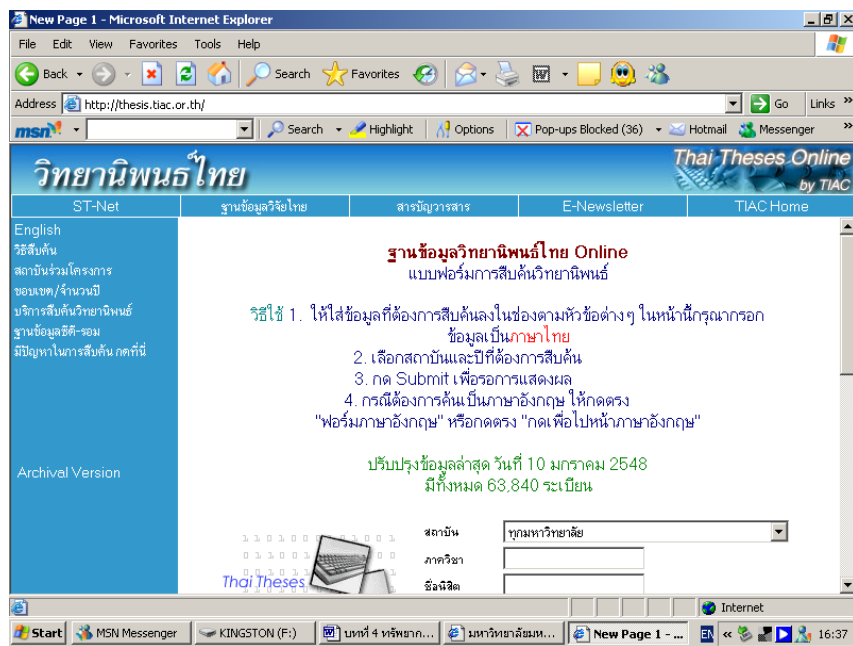 New Page 1 - Microsoft Internet Explorer
File Edit View Favorites Tools Help
Back Search Favorites
Address http://thesis.tiac.or.th/ Go Links »
msn Search Highlight Options Pop-ups Blocked (36) Hotmail Messenger »
วิทยานิพนธ์ไทย
Thai Theses Online
by TIAC
ST-Net ฐานข้อมูลวิจัยไทย สารบัญวารสาร E-Newsletter TIAC Home
English
วิธีสืบค้น
สถาบันร่วมโครงการ
ขอบเขต/จำนวนปี
บริการสืบค้นวิทยานิพนธ์
ฐานข้อมูลซีดี-รอม
มีปัญหาในการสืบค้น กดที่นี่
Archival Version
ฐานข้อมูลวิทยานิพนธ์ไทย Online
แบบฟอร์มการสืบค้นวิทยานิพนธ์
วิธีใช้ 1. ให้ใส่ข้อมูลที่ต้องการสืบค้นลงในช่องตามหัวข้อต่างๆ ในหน้านี้กรุณากรอก
ข้อมูลเป็นภาษาไทย
2. เลือกสถาบันและปีที่ต้องการสืบค้น
3. กด Submit เพื่อรอการแสดงผล
4. กรณีต้องการค้นเป็นภาษาอังกฤษ ให้กดตรง
"ฟอร์มภาษาอังกฤษ" หรือกดตรง "กดเพื่อไปหน้าภาษาอังกฤษ"
ปรับปรุงข้อมูลล่าสุด วันที่ 10 มกราคม 2548
มีทั้งหมด 63,840 ระเบียน
Thai Theses
สถาบัน ทุกมหาวิทยาลัย
ภาควิชา
ชื่อนิสิต
Internet
Start MSN Messenger KINGSTON (F:) บทที่ 4 ทรัพยาก... มหาวิทยาลัยมห... New Page 1 - ... EN « 16:37